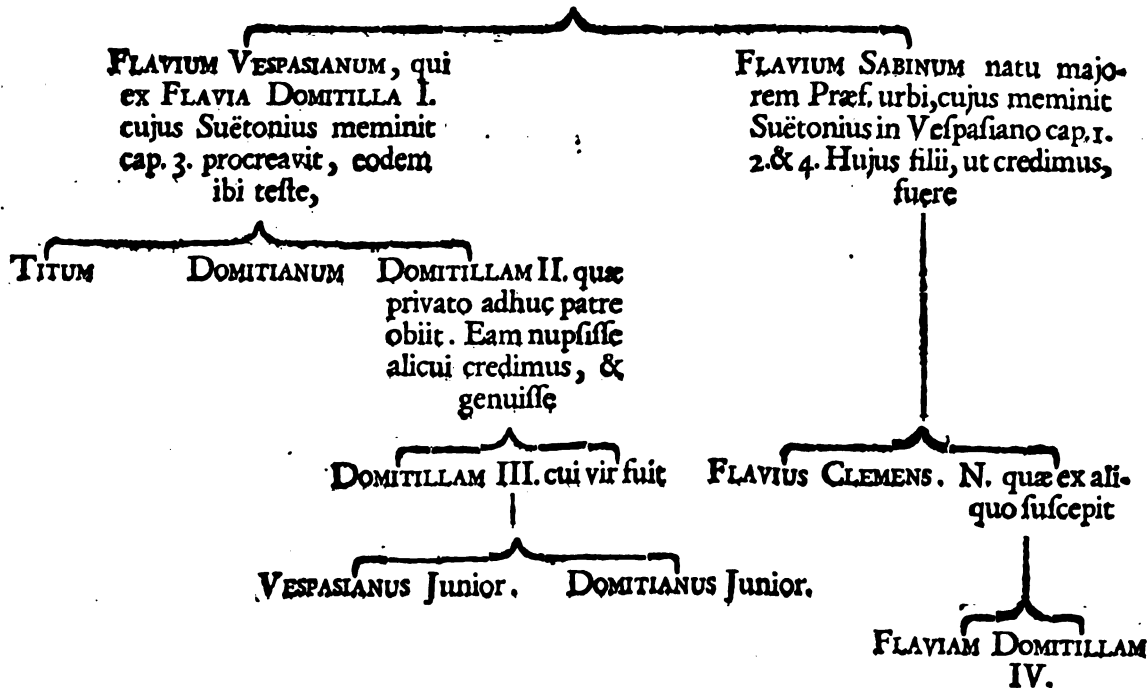 FLAVIUM VESPASIANUM, qui
ex FLAVIA DOMITILLA I.
cujus Suëtonius meminit
cap. 3. procreavit, eodem
ibi teſte,
FLAVIUM SABINUM natu majo-
rem Præf. urbi, cujus meminit
Suëtonius in Veſpaſiano cap. 1.
2. & 4. Hujus filii, ut credimus,
fuere
TITUM
DOMITIANUM
DOMITILLAM II. quæ
privato adhuc patre
obiit. Eam nupſiſſe
alicui credimus, &
genuiſſe
DOMITILLAM III. cui vir fuit
FLAVIUS CLEMENS.
N. quæ ex ali-
quo ſuſcepit
VESPASIANUS Junior.
DOMITIANUS Junior.
FLAVIAM DOMITILLAM
IV.